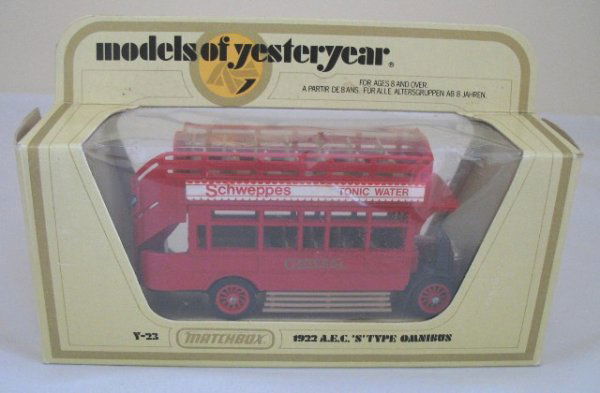 models of yesteryear®
FOR AGES 8 AND OVER.
A PARTIR DE 8 ANS. FÜR ALLE ALTERSGRUPPEN AB 8 JAHREN.
Schweppes TONIC WATER
GENERAL
Y-23 MATCHBOX 1922 A.E.C. 'S' TYPE OMNIBUS